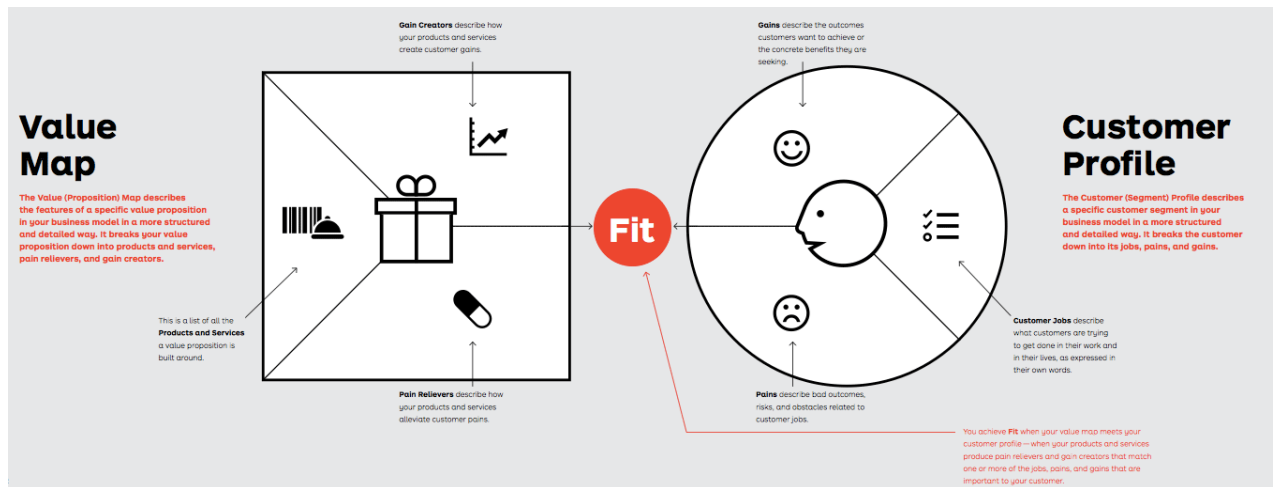 Value
Map
The Value (Proposition) Map describes
the features of a specific value proposition
in your business model in a more structured
and detailed way. It breaks your value
proposition down into products and services,
pain relievers, and gain creators.
This is a list of all the
Products and Services
a value proposition is
built around.
Gain Creators describe how
your products and services
create customer gains.
Pain Relievers describe how
your products and services
alleviate customer pains.
Fit
Gains describe the outcomes
customers want to achieve or
the concrete benefits they are
seeking.
Pains describe bad outcomes,
risks, and obstacles related to
customer jobs.
Customer
Profile
The Customer (Segment) Profile describes
a specific customer segment in your
business model in a more structured
and detailed way. It breaks the customer
down into its jobs, pains, and gains.
Customer Jobs describe
what customers are trying
to get done in their work and
in their lives, as expressed in
their own words.
You achieve Fit when your value map meets your
customer profile — when your products and services
produce pain relievers and gain creators that match
one or more of the jobs, pains, and gains that are
important to your customer.